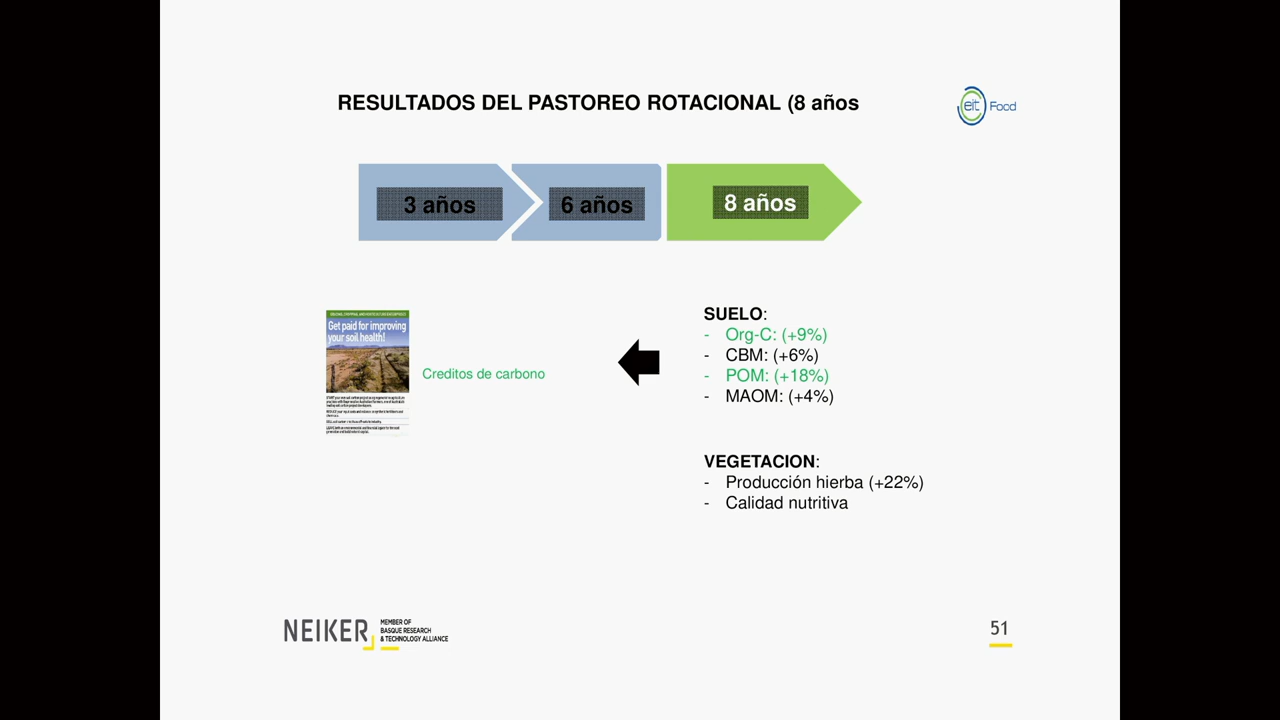 RESULTADOS DEL PASTOREO ROTACIONAL (8 años
eit Food
3 años
6 años
8 años
Get paid for improving
your soil health!
Creditos de carbono
SUELO:
- Org-C: (+9%)
- CBM: (+6%)
- POM: (+18%)
- MAOM: (+4%)
VEGETACION:
- Producción hierba (+22%)
- Calidad nutritiva
NEIKER
MEMBER OF
BASQUE RESEARCH
& TECHNOLOGY ALLIANCE
51